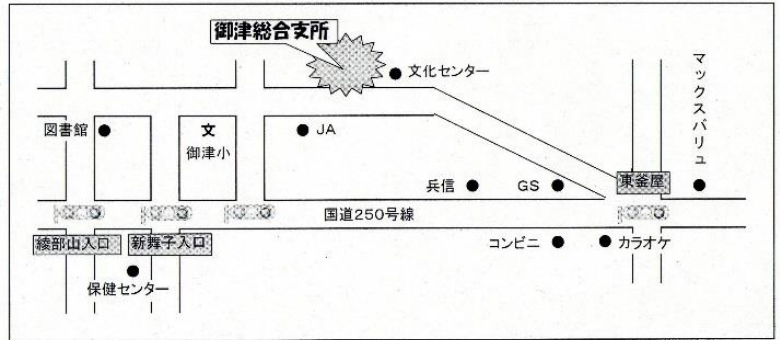 御津総合支所
文化センター
マックスバリュ
図書館
文
御津小
JA
兵信
GS
東釜屋
国道250号線
綾部山入口
新舞子入口
コンビニ
カラオケ
保健センター